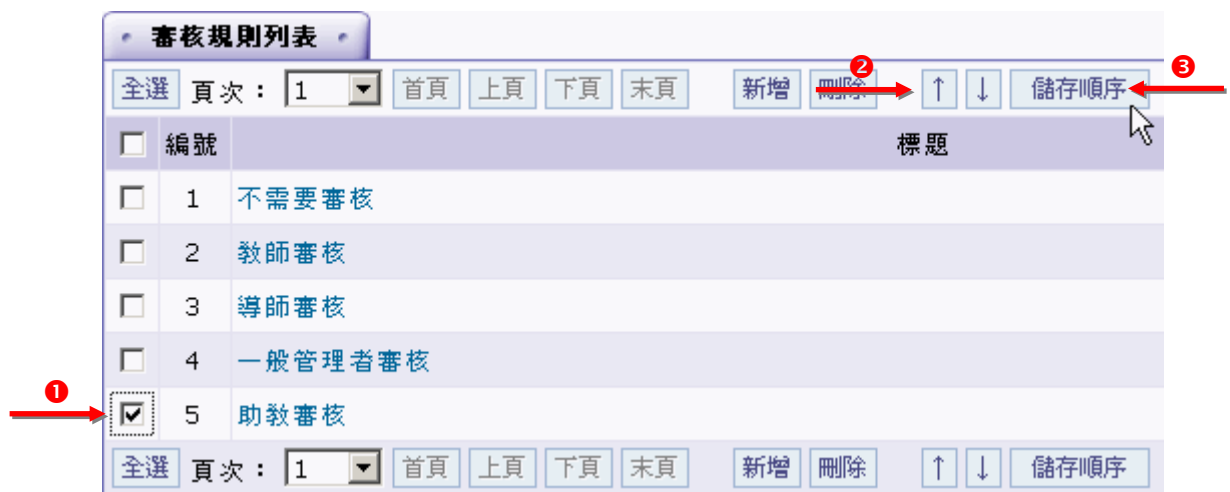 • 審核規則列表 •
全選 頁次： 1 首頁 上頁 下頁 末頁 新增 刪除 ❷ ↑ ↓ 儲存順序 ❸
編號 標題
1 不需要審核
2 教師審核
3 導師審核
4 一般管理者審核
❶ 5 助教審核
全選 頁次： 1 首頁 上頁 下頁 末頁 新增 刪除 ↑ ↓ 儲存順序